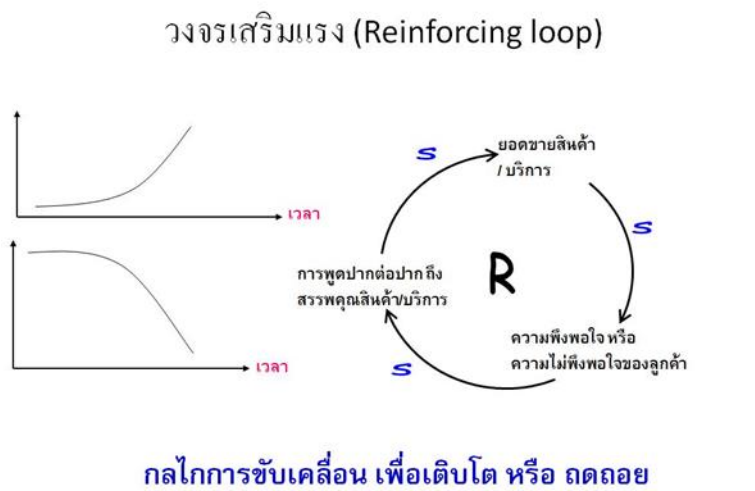 วงจรเสริมแรง (Reinforcing loop)
เวลา
เวลา
S
ยอดขายสินค้า
/ บริการ
S
R
การพูดปากต่อปาก ถึง
สรรพคุณสินค้า/บริการ
ความพึงพอใจ หรือ
ความไม่พึงพอใจของลูกค้า
S
กลไกการขับเคลื่อน เพื่อเติบโต หรือ ถดถอย